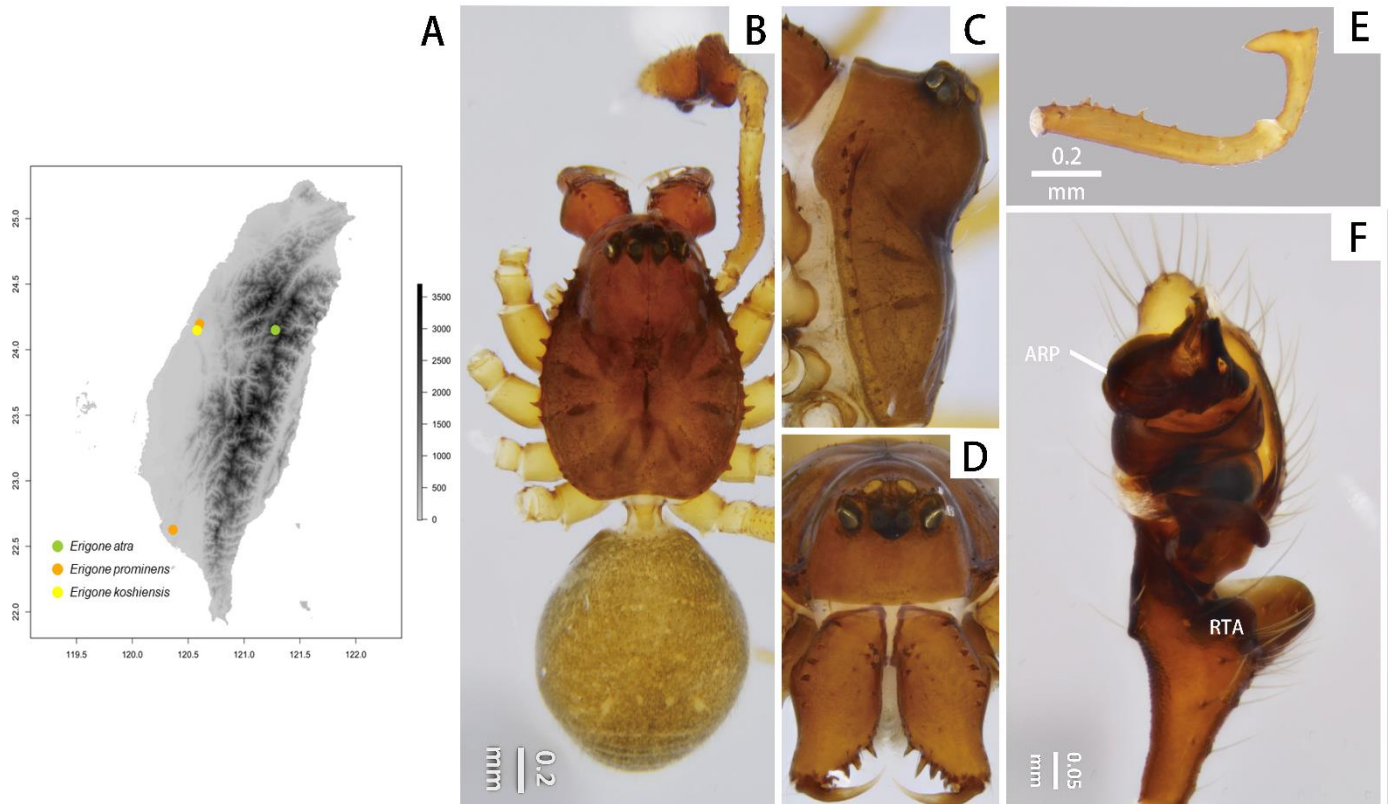 A
B
C
D
E
F
25.0
24.5
24.0
23.5
23.0
22.5
22.0
119.5 120.0 120.5 121.0 121.5 122.0
3500
3000
2500
2000
1500
1000
500
0
Erigone atra
Erigone prominens
Erigone koshiensis
0.2
mm
0.2
mm
ARP
RTA
0.05
mm